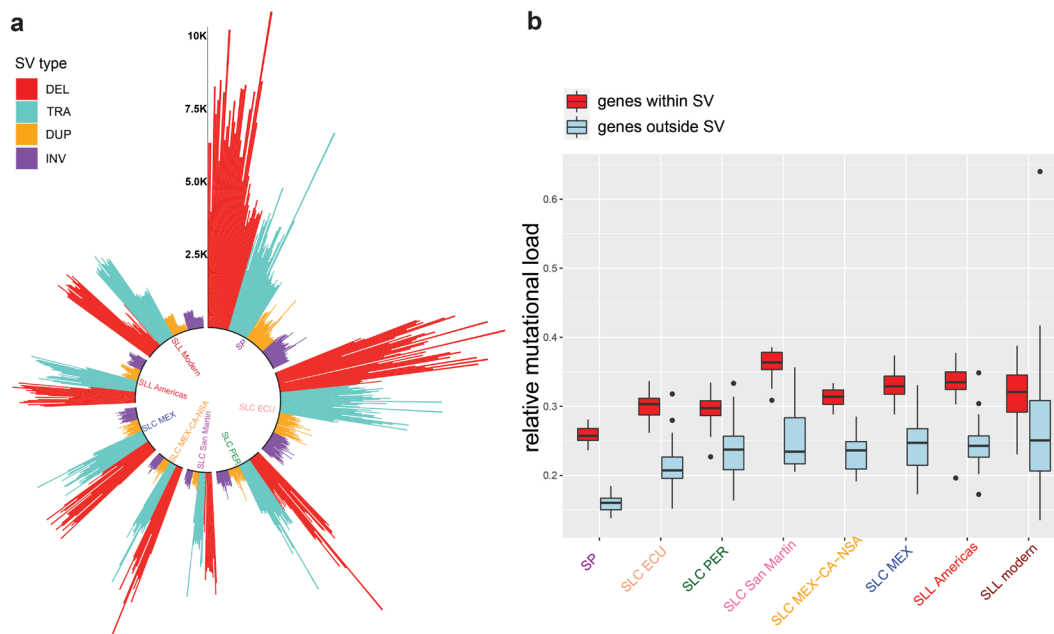 a
SV type
DEL
TRA
DUP
INV
10K
7.5K
5.0K
2.5K
SP
SLC ECU
SLC PER
SLC San Martin
SLC MEX-CA-NSA
SLC MEX
SLL Americas
SLL Modern
b
genes within SV
genes outside SV
relative mutational load
0.6
0.5
0.4
0.3
0.2
SP
SLC ECU
SLC PER
SLC San Martin
SLC MEX−CA−NSA
SLC MEX
SLL Americas
SLL modern